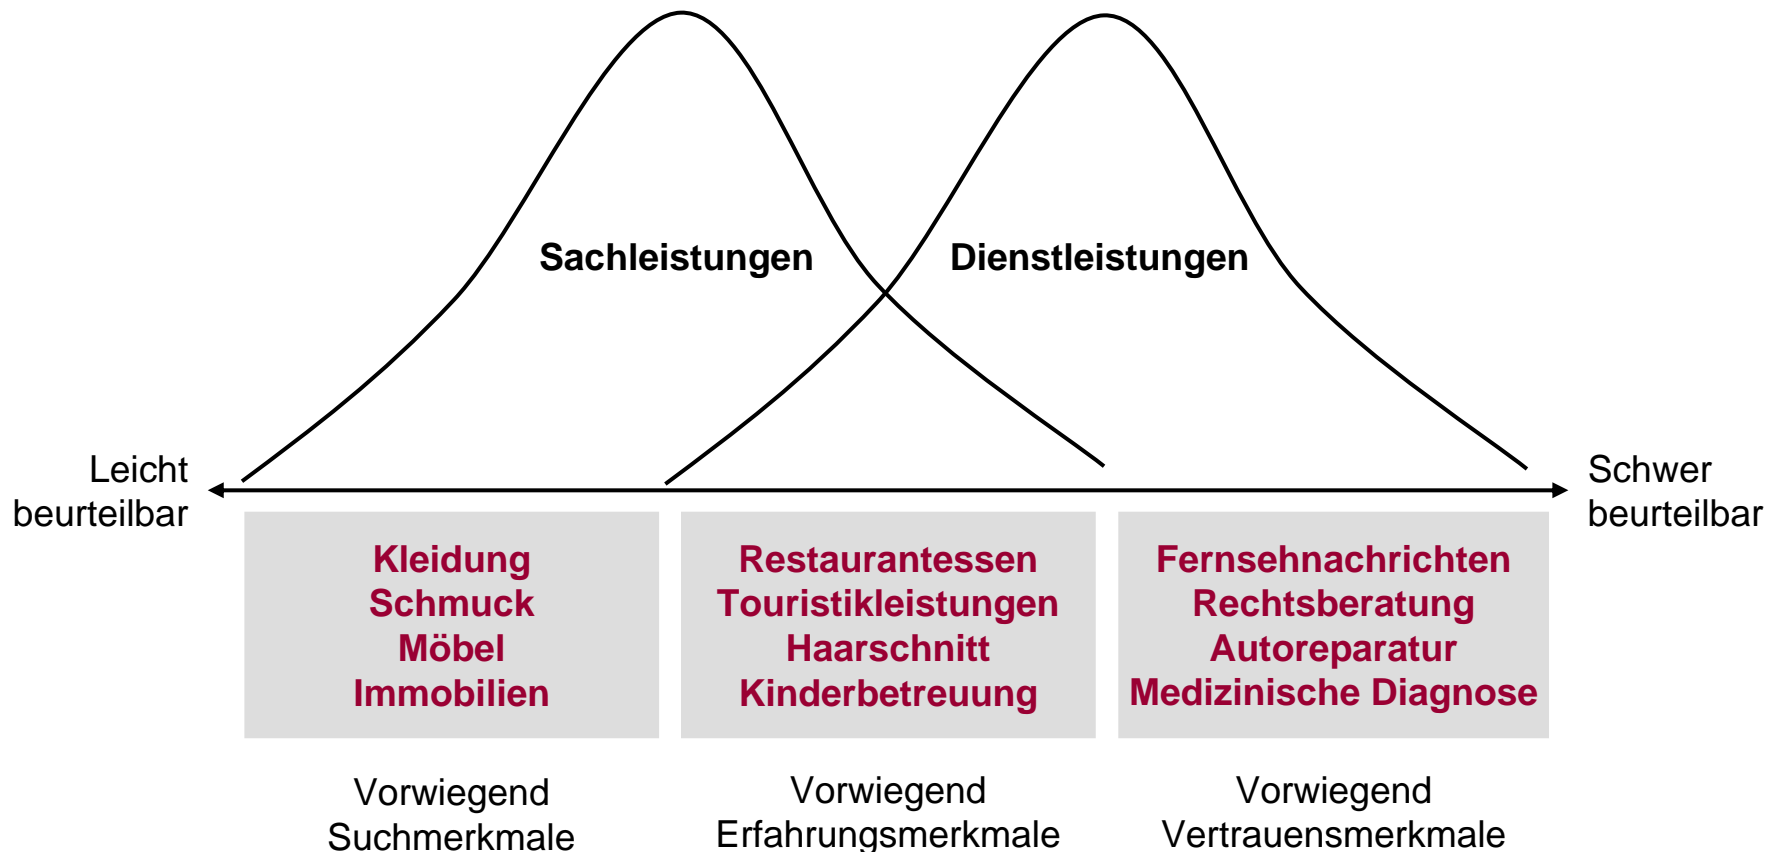 Sachleistungen
Dienstleistungen
Leicht
beurteilbar
Schwer
beurteilbar
Kleidung
Schmuck
Möbel
Immobilien
Restaurantessen
Touristikleistungen
Haarschnitt
Kinderbetreuung
Fernsehnachrichten
Rechtsberatung
Autoreparatur
Medizinische Diagnose
Vorwiegend
Suchmerkmale
Vorwiegend
Erfahrungsmerkmale
Vorwiegend
Vertrauensmerkmale